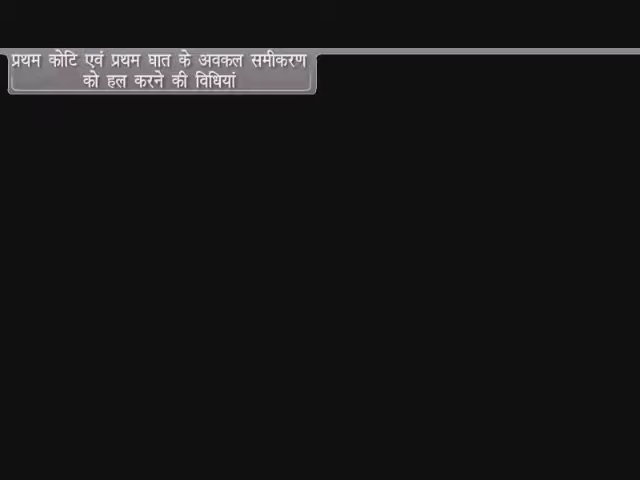 प्रथम कोटि एवं प्रथम घात के अवकल समीकरण
को हल करने की विधियां